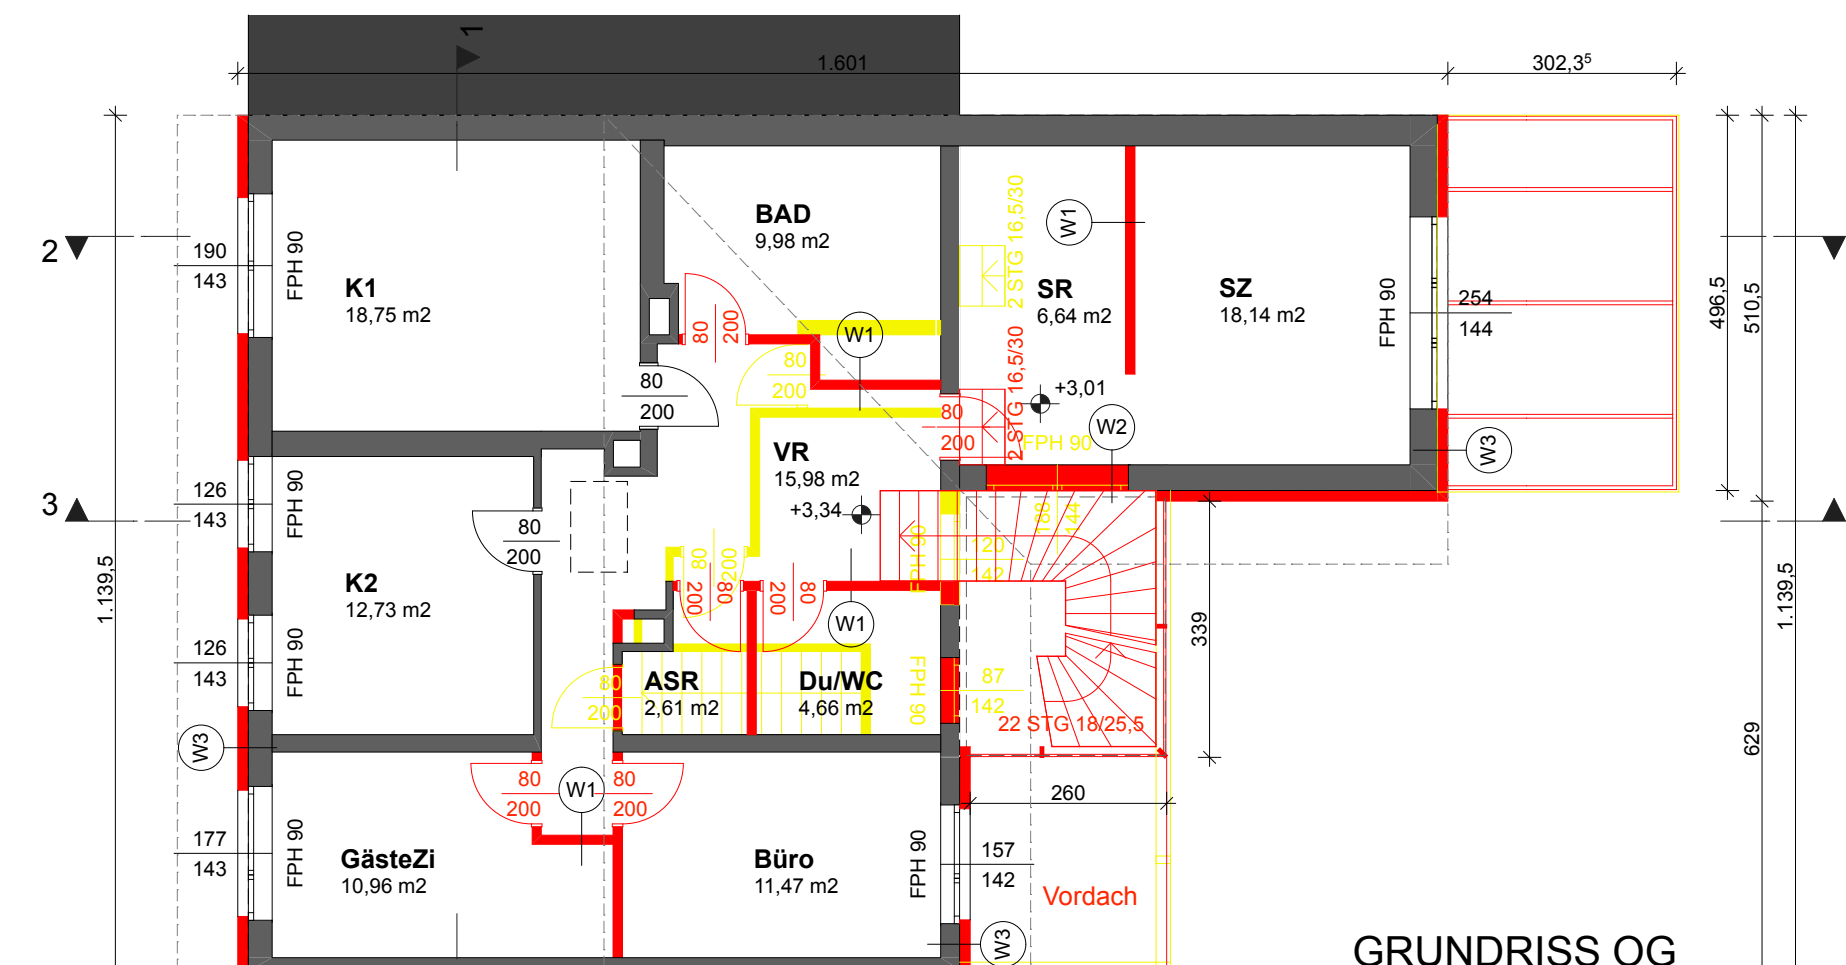 1
1.601
302,3⁵
2
190
143
FPH 90
K1
18,75 m2
BAD
9,98 m2
W1
2 STG 16,5/30
SR
6,64 m2
SZ
18,14 m2
FPH 90
254
144
496,5
510,5
80
200
W1
80
200
80
200
2 STG 16,5/30
+3,01
80
200
FPH 90
W2
W3
VR
15,98 m2
+3,34
3
126
143
FPH 90
80
200
K2
12,73 m2
1.139,5
80
200
80
200
80
200
W1
FPH 90
120
142
188
144
339
1.139,5
126
143
FPH 90
ASR
2,61 m2
80
200
Du/WC
4,66 m2
FPH 90
87
142
22 STG 18/25,5
629
W3
80
200
W1
80
200
260
177
143
FPH 90
GästeZi
10,96 m2
Büro
11,47 m2
FPH 90
157
142
Vordach
W3
GRUNDRISS OG